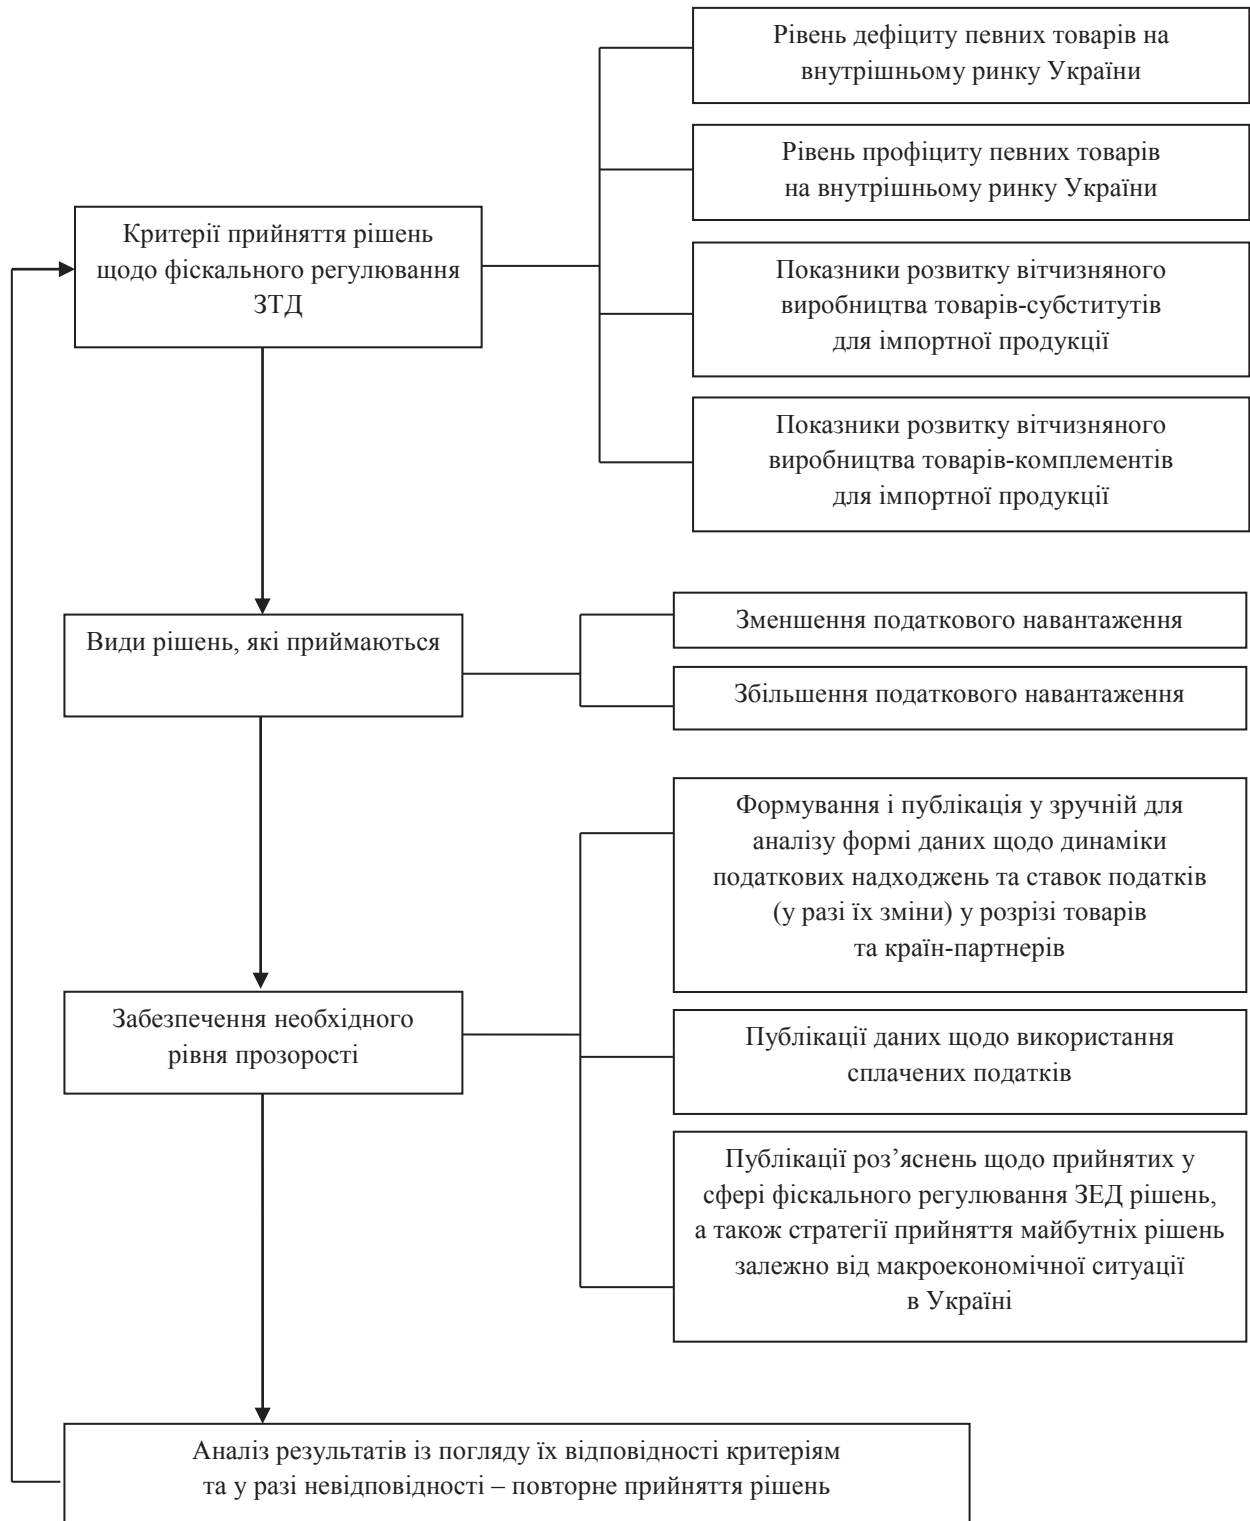 Рівень дефіциту певних товарів на
внутрішньому ринку України
Рівень профіциту певних товарів
на внутрішньому ринку України
Критерії прийняття рішень
щодо фіскального регулювання
ЗТД
Показники розвитку вітчизняного
виробництва товарів-субститутів
для імпортної продукції
Показники розвитку вітчизняного
виробництва товарів-комплементів
для імпортної продукції
Види рішень, які приймаються
Зменшення податкового навантаження
Збільшення податкового навантаження
Формування і публікація у зручній для
аналізу формі даних щодо динаміки
податкових надходжень та ставок податків
(у разі їх зміни) у розрізі товарів
та країн-партнерів
Забезпечення необхідного
рівня прозорості
Публікації даних щодо використання
сплачених податків
Публікації роз’яснень щодо прийнятих у
сфері фіскального регулювання ЗЕД рішень,
а також стратегії прийняття майбутніх рішень
залежно від макроекономічної ситуації
в Україні
Аналіз результатів із погляду їх відповідності критеріям
та у разі невідповідності – повторне прийняття рішень